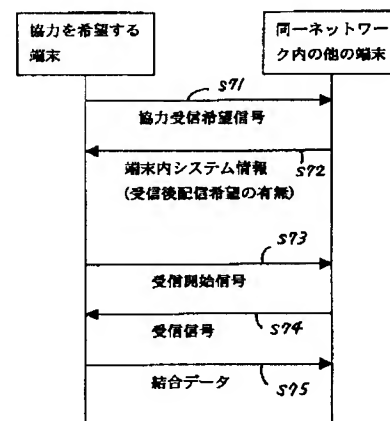 協力を希望する
端末
同一ネットワー
ク内の他の端末
S71
協力受信希望信号
S72
端末内システム情報
(受信後配信希望の有無)
S73
受信開始信号
S74
受信信号
S75
結合データ